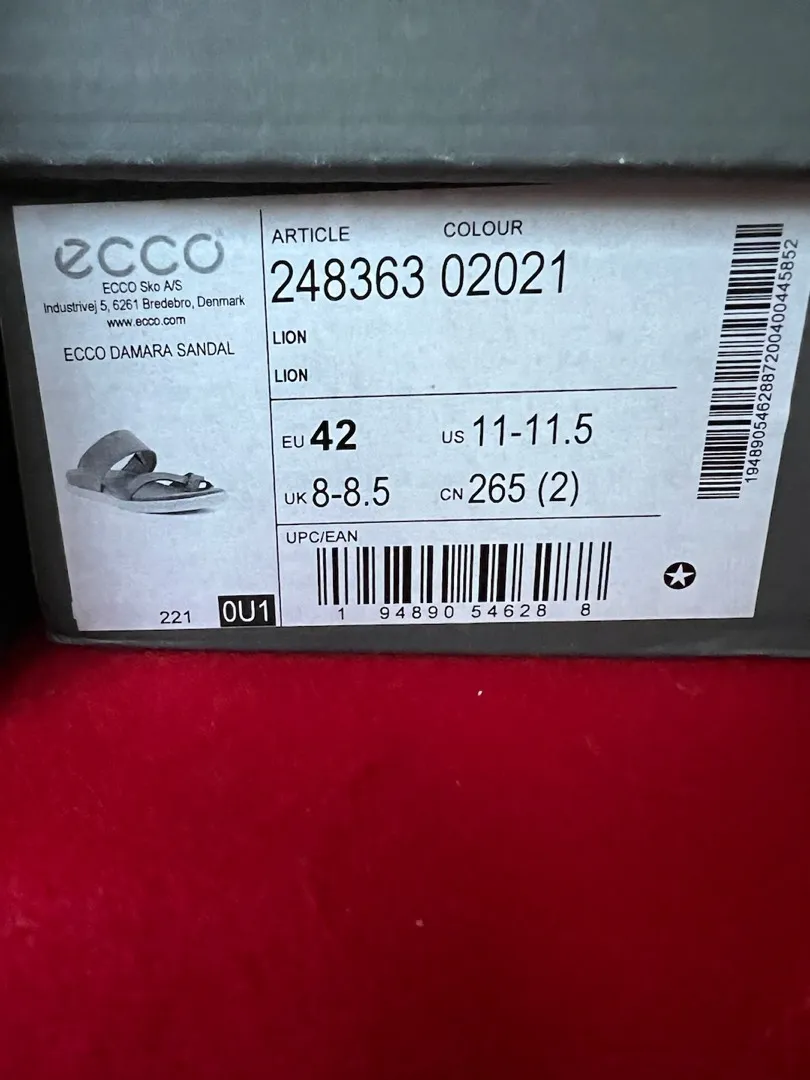 ecco
ECCO Sko A/S
Industrivej 5, 6261 Bredebro, Denmark
www.ecco.com
ECCO DAMARA SANDAL
221 0U1
ARTICLE COLOUR
248363 02021
LION
LION
EU 42 US 11-11.5
UK 8-8.5 CN 265 (2)
UPC/EAN
1 94890 54628 8
19489054628872004004458​52